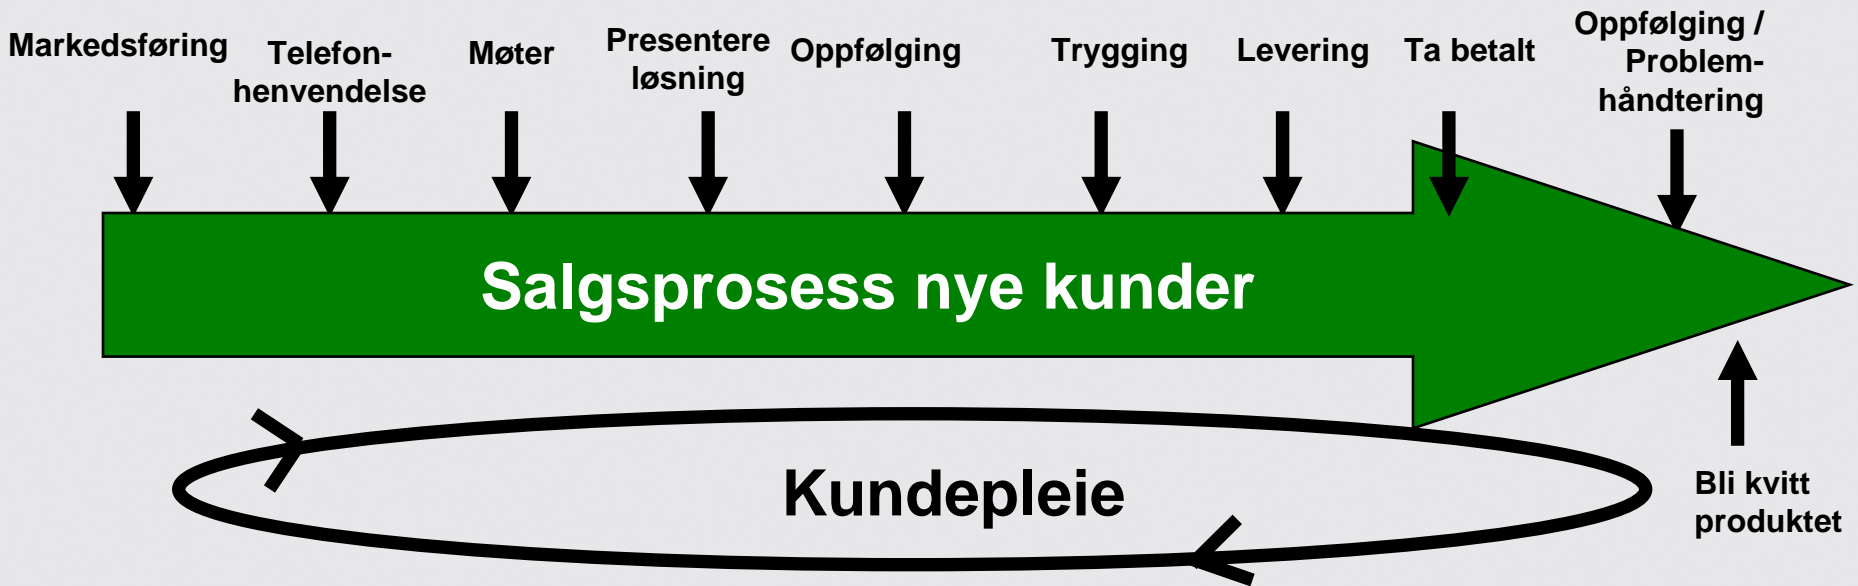 Markedsføring
Telefon-
henvendelse
Møter
Presentere
løsning
Oppfølging
Trygging
Levering
Ta betalt
Oppfølging /
Problem-
håndtering
Salgsprosess nye kunder
Kundepleie
Bli kvitt
produktet